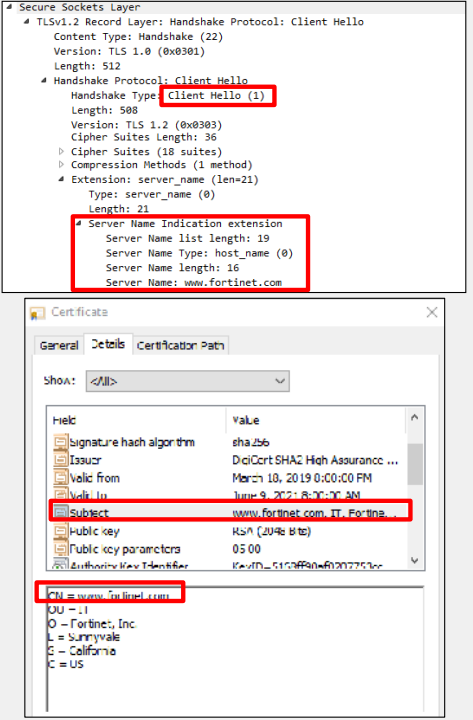 Secure Sockets Layer
TLSv1.2 Record Layer: Handshake Protocol: Client Hello
Content Type: Handshake (22)
Version: TLS 1.0 (0x0301)
Length: 512
Handshake Protocol: Client Hello
Handshake Type: Client Hello (1)
Length: 508
Version: TLS 1.2 (0x0303)
Cipher Suites Length: 36
Cipher Suites (18 suites)
Compression Methods (1 method)
Extension: server_name (len=21)
Type: server_name (0)
Length: 21
Server Name Indication extension
Server Name list length: 19
Server Name Type: host_name (0)
Server Name length: 16
Server Name: www.fortinet.com
Certificate
General Details Certification Path
Show: <All>
Field Value
Signature hash algorithm sha256
Issuer DigiCert SHA2 High Assurance ...
Valid from March 18, 2019 8:00:00 PM
Valid to June 9, 2021 8:00:00 AM
Subject www.fortinet.com, IT, Fortine...
Public key RSA (2048 Bits)
Public key parameters 05 00
Authority Key Identifier
CN = www.fortinet.com
OU = IT
O = Fortinet, Inc.
L = Sunnyvale
S = California
C = US